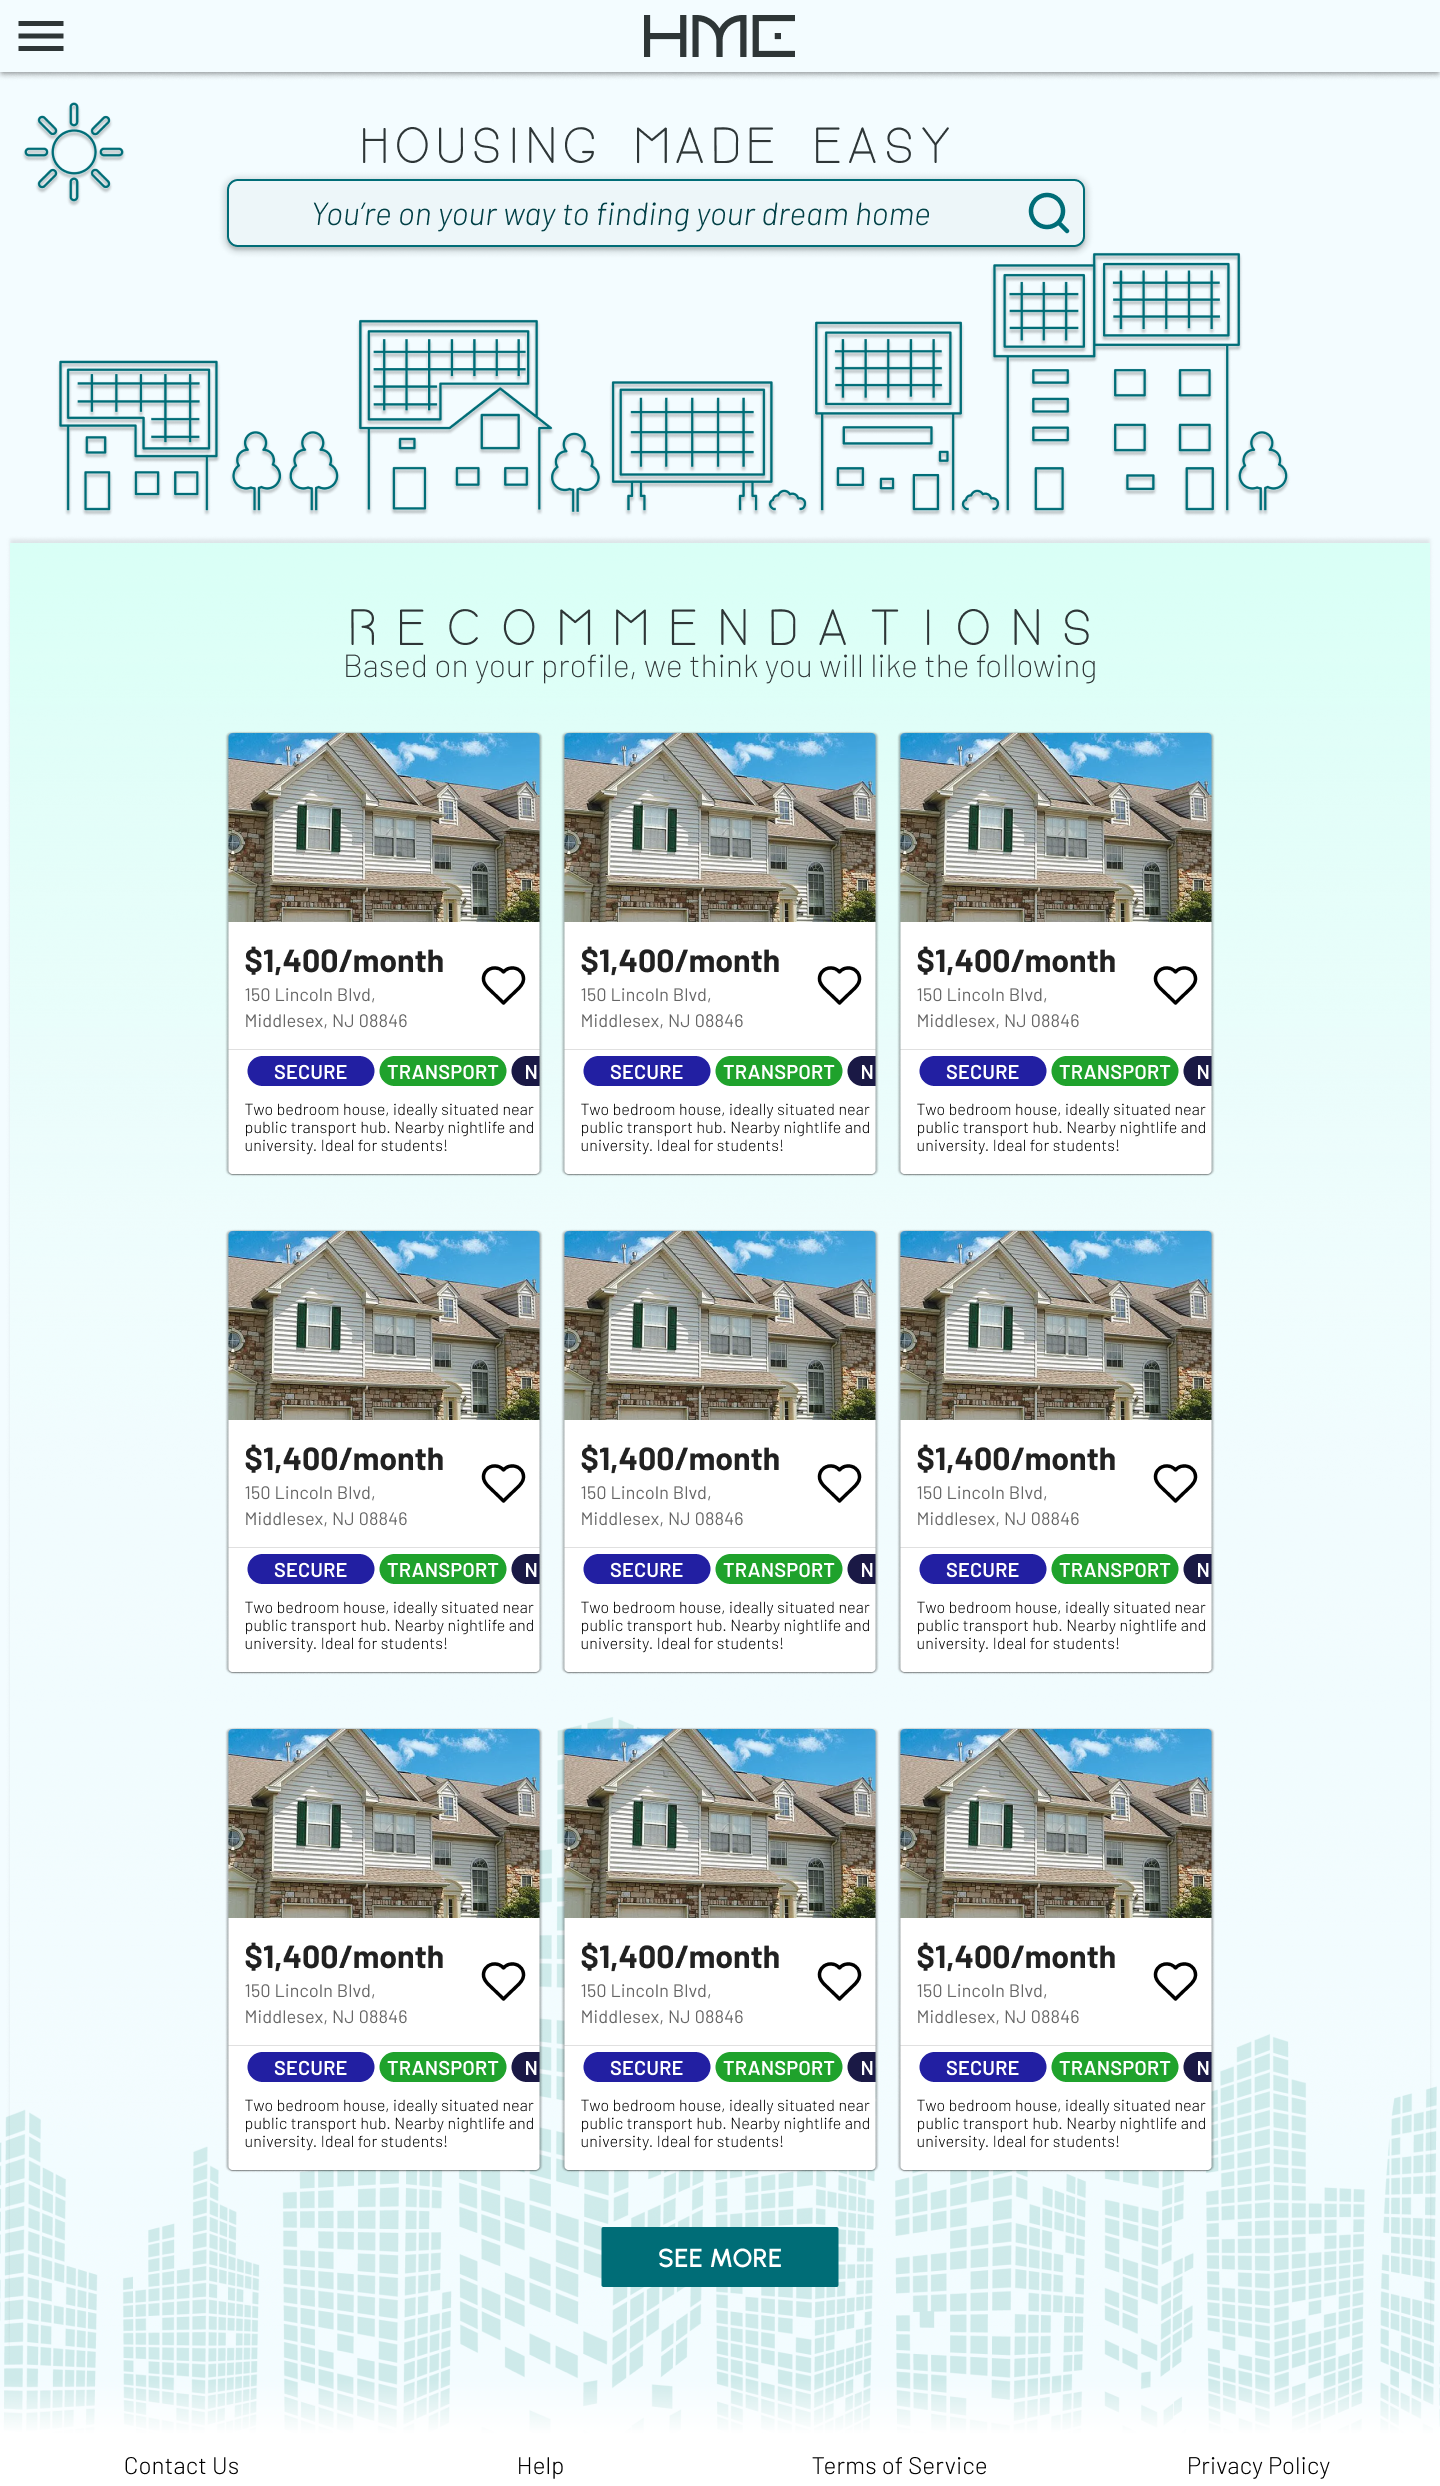 HME
HOUSING MADE EASY
You're on your way to finding your dream home
RECOMMENDATIONS
Based on your profile, we think you will like the following
$1,400/month
150 Lincoln Blvd,
Middlesex, NJ 08846
SECURE TRANSPORT N
Two bedroom house, ideally situated near
public transport hub. Nearby nightlife and
university. Ideal for students!
$1,400/month
150 Lincoln Blvd,
Middlesex, NJ 08846
SECURE TRANSPORT N
Two bedroom house, ideally situated near
public transport hub. Nearby nightlife and
university. Ideal for students!
$1,400/month
150 Lincoln Blvd,
Middlesex, NJ 08846
SECURE TRANSPORT N
Two bedroom house, ideally situated near
public transport hub. Nearby nightlife and
university. Ideal for students!
$1,400/month
150 Lincoln Blvd,
Middlesex, NJ 08846
SECURE TRANSPORT N
Two bedroom house, ideally situated near
public transport hub. Nearby nightlife and
university. Ideal for students!
$1,400/month
150 Lincoln Blvd,
Middlesex, NJ 08846
SECURE TRANSPORT N
Two bedroom house, ideally situated near
public transport hub. Nearby nightlife and
university. Ideal for students!
$1,400/month
150 Lincoln Blvd,
Middlesex, NJ 08846
SECURE TRANSPORT N
Two bedroom house, ideally situated near
public transport hub. Nearby nightlife and
university. Ideal for students!
$1,400/month
150 Lincoln Blvd,
Middlesex, NJ 08846
SECURE TRANSPORT N
Two bedroom house, ideally situated near
public transport hub. Nearby nightlife and
university. Ideal for students!
$1,400/month
150 Lincoln Blvd,
Middlesex, NJ 08846
SECURE TRANSPORT N
Two bedroom house, ideally situated near
public transport hub. Nearby nightlife and
university. Ideal for students!
$1,400/month
150 Lincoln Blvd,
Middlesex, NJ 08846
SECURE TRANSPORT N
Two bedroom house, ideally situated near
public transport hub. Nearby nightlife and
university. Ideal for students!
SEE MORE
Contact Us Help Terms of Service Privacy Policy